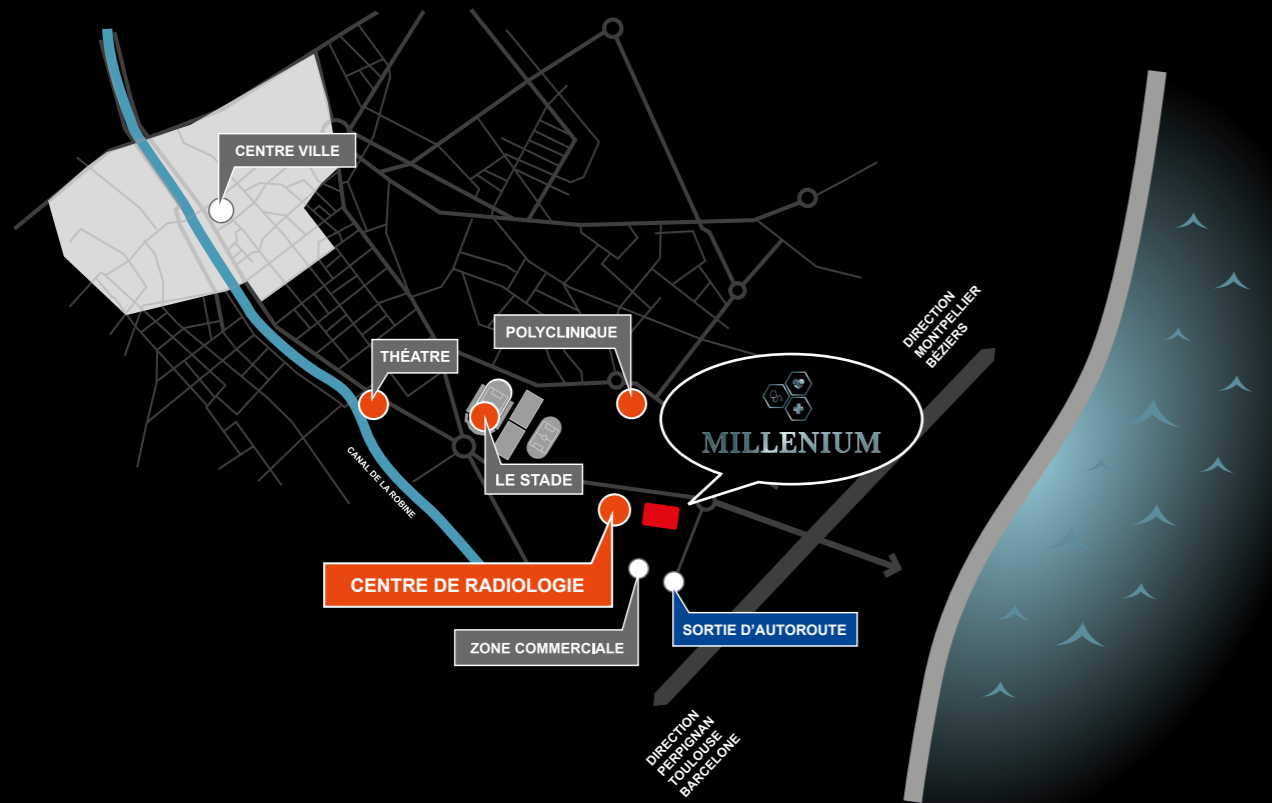 CENTRE VILLE
DIRECTION
MONTPELLIER
BÉZIERS
POLYCLINIQUE
THÉATRE
MILLENIUM
CANAL DE LA ROBINE
LE STADE
CENTRE DE RADIOLOGIE
SORTIE D'AUTOROUTE
ZONE COMMERCIALE
DIRECTION
PERPIGNAN
TOULOUSE
BARCELONE